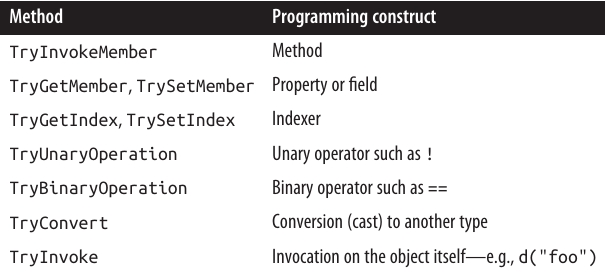 Method Programming construct
TryInvokeMember Method
TryGetMember, TrySetMember Property or field
TryGetIndex, TrySetIndex Indexer
TryUnaryOperation Unary operator such as !
TryBinaryOperation Binary operator such as ==
TryConvert Conversion (cast) to another type
TryInvoke Invocation on the object itself—e.g., d("foo")